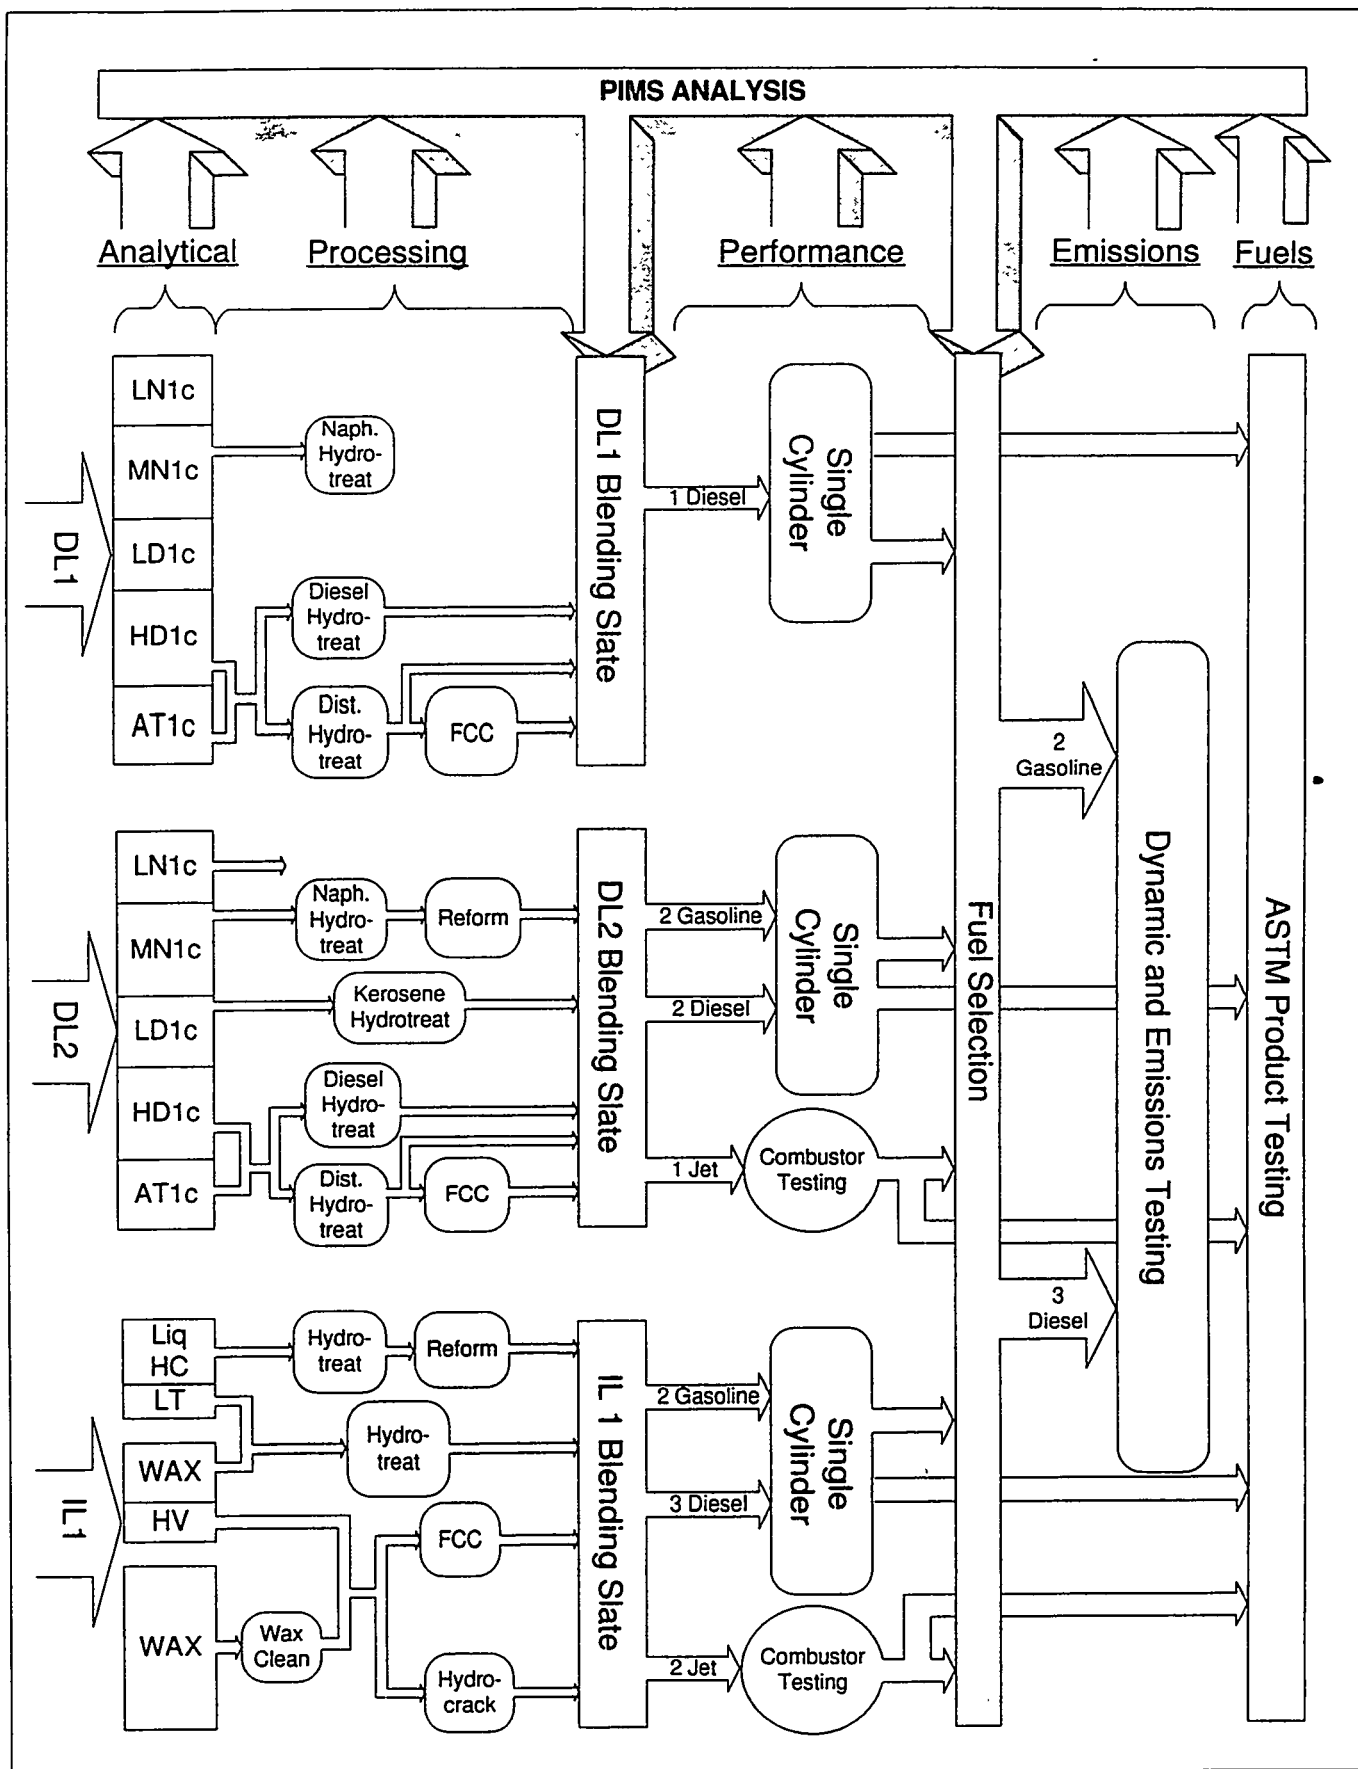 PIMS ANALYSIS
Analytical
Processing
Performance
Emissions
Fuels
DL1
LN1c
MN1c
LD1c
HD1c
AT1c
Naph.
Hydro-
treat
Diesel
Hydro-
treat
Dist.
Hydro-
treat
FCC
DL1 Blending Slate
1 Diesel
Single
Cylinder
DL2
LN1c
MN1c
LD1c
HD1c
AT1c
Naph.
Hydro-
treat
Reform
Kerosene
Hydrotreat
Diesel
Hydro-
treat
Dist.
Hydro-
treat
FCC
DL2 Blending Slate
2 Gasoline
2 Diesel
1 Jet
Single
Cylinder
Combustor
Testing
IL1
Liq
HC
LT
WAX
HV
WAX
Hydro-
treat
Reform
Hydro-
treat
FCC
Wax
Clean
Hydro-
crack
IL 1 Blending Slate
2 Gasoline
3 Diesel
2 Jet
Single
Cylinder
Combustor
Testing
Fuel Selection
2
Gasoline
3
Diesel
Dynamic and Emissions Testing
ASTM Product Testing